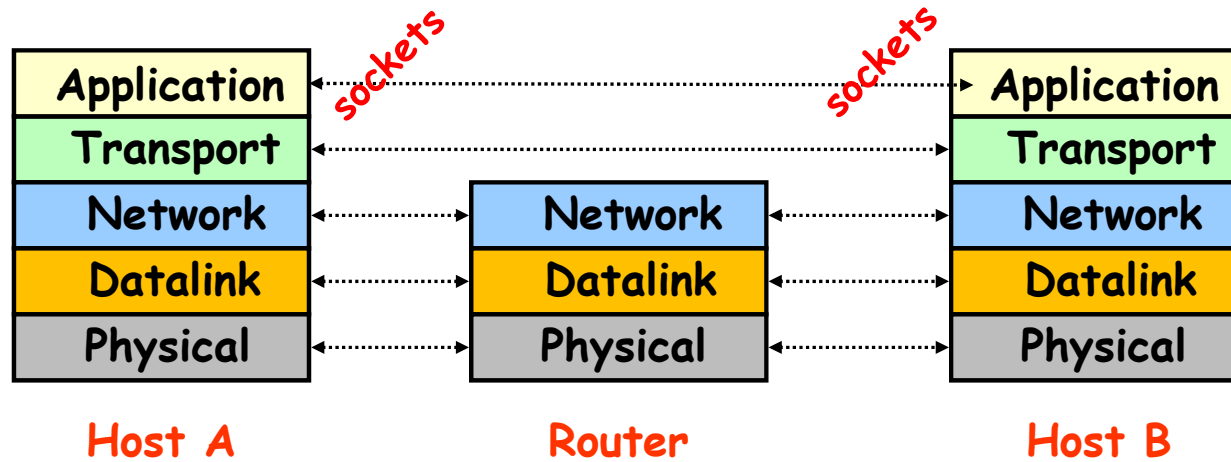 sockets
sockets
Application
Application
Transport
Transport
Network
Network
Network
Datalink
Datalink
Datalink
Physical
Physical
Physical
Host A
Router
Host B